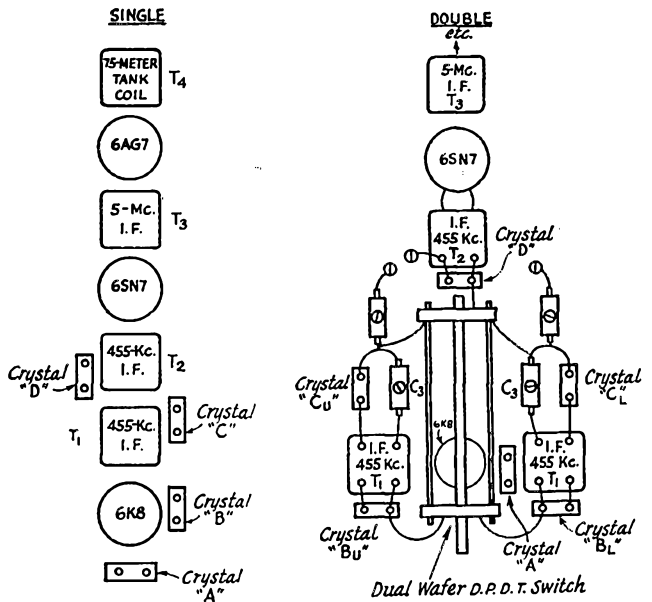 SINGLE
75-METER
TANK
COIL
T4
6AG7
5-Mc.
I.F.
T3
6SN7
455-Kc.
I.F.
T2
Crystal
"D"
455-Kc.
I.F.
T1
Crystal
"C"
6K8
Crystal
"B"
Crystal
"A"
DOUBLE
etc.
5-Mc.
I.F.
T3
6SN7
I.F.
455 Kc.
T2
Crystal
"D"
Crystal
"CU"
C3
C3
Crystal
"CL"
6K8
I.F.
455 Kc.
T1
I.F.
455 Kc.
T1
Crystal
"BU"
Crystal
"A"
Crystal
"BL"
Dual Wafer D.P.D.T. Switch